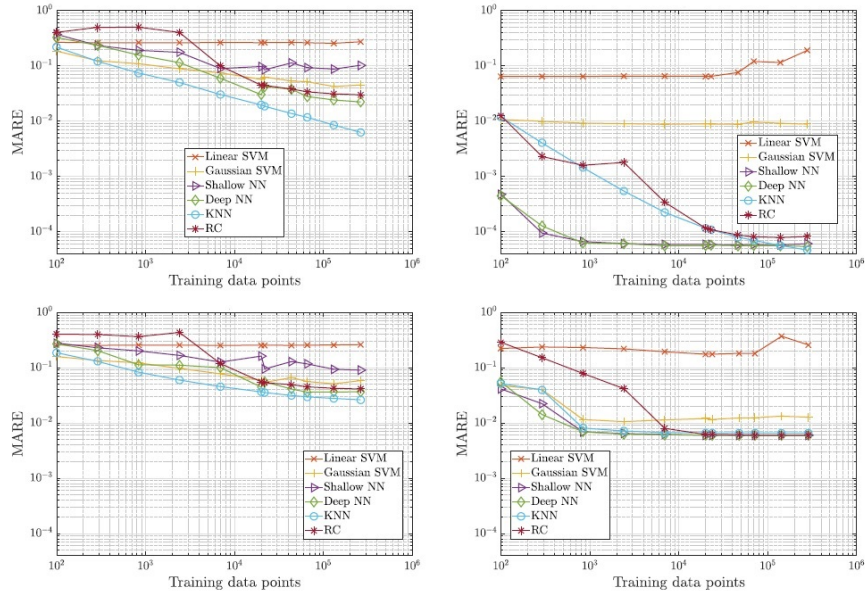 10^0
10^-1
10^-2
10^-3
10^-4
MARE
Linear SVM
Gaussian SVM
Shallow NN
Deep NN
KNN
RC
10^2 10^3 10^4 10^5 10^6
Training data points
10^0
10^-1
10^-2
10^-3
10^-4
MARE
Linear SVM
Gaussian SVM
Shallow NN
Deep NN
KNN
RC
10^2 10^3 10^4 10^5 10^6
Training data points
10^0
10^-1
10^-2
10^-3
10^-4
MARE
Linear SVM
Gaussian SVM
Shallow NN
Deep NN
KNN
RC
10^2 10^3 10^4 10^5 10^6
Training data points
10^0
10^-1
10^-2
10^-3
10^-4
MARE
Linear SVM
Gaussian SVM
Shallow NN
Deep NN
KNN
RC
10^2 10^3 10^4 10^5 10^6
Training data points